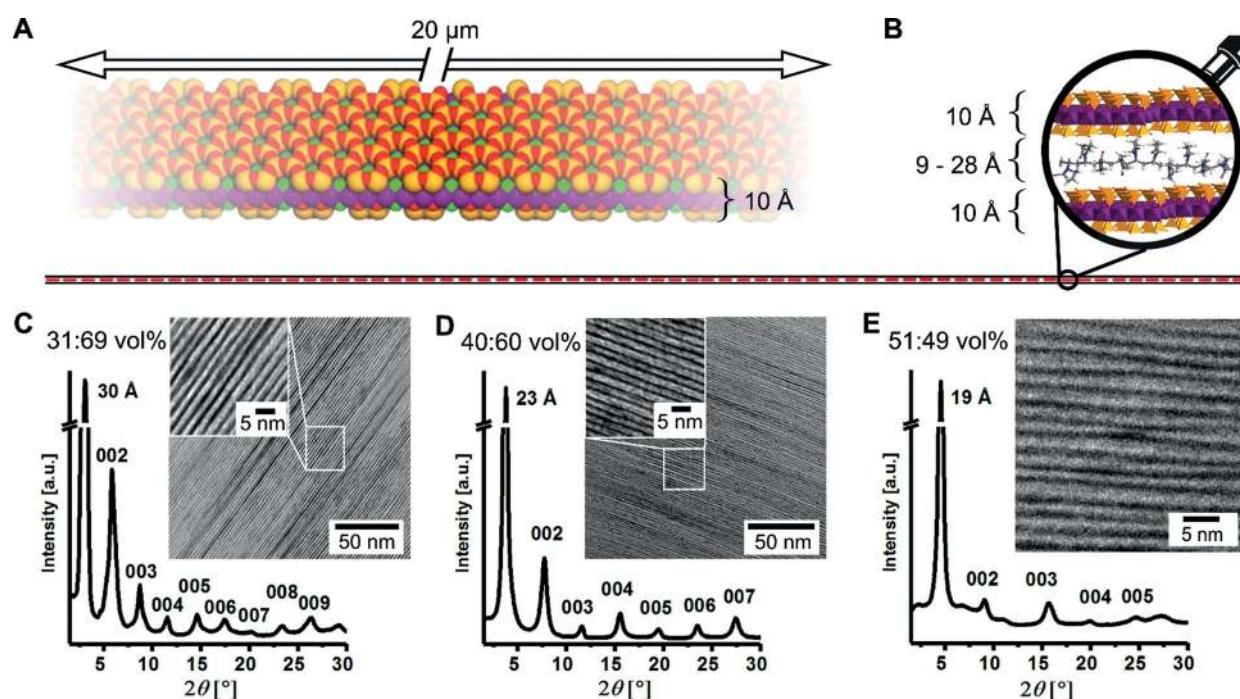 A
20 µm
10 Å
B
10 Å
9 - 28 Å
10 Å
C
31:69 vol%
30 Å
002
003
004
005
006
007
008
009
5 nm
50 nm
Intensity [a.u.]
5 10 15 20 25 30
2θ [°]
D
40:60 vol%
23 Å
002
003
004
005
006
007
5 nm
50 nm
Intensity [a.u.]
5 10 15 20 25 30
2θ [°]
E
51:49 vol%
19 Å
002
003
004
005
5 nm
Intensity [a.u.]
5 10 15 20 25 30
2θ [°]